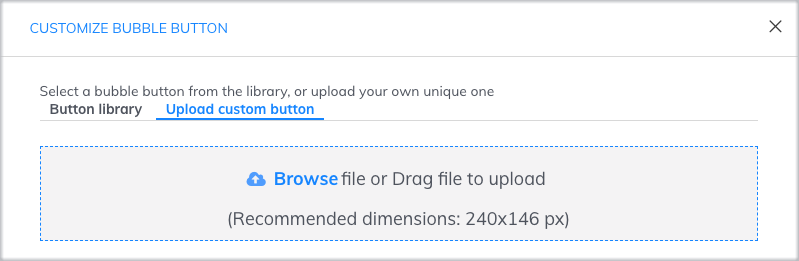 CUSTOMIZE BUBBLE BUTTON
Select a bubble button from the library, or upload your own unique one
Button library Upload custom button
Browse file or Drag file to upload
(Recommended dimensions: 240x146 px)